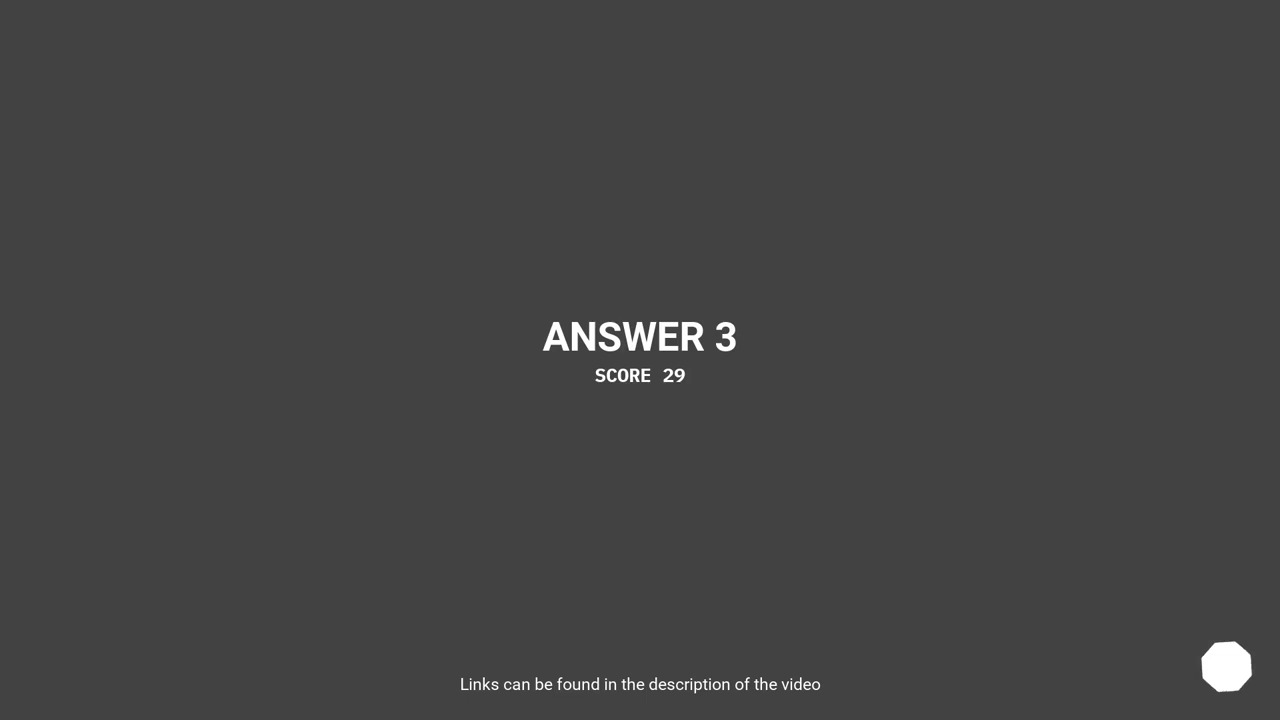 ANSWER 3
SCORE 29
Links can be found in the description of the video